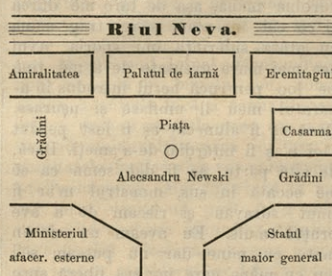 Riul Neva.
Amiralitatea
Palatul de iarnă
Eremitagiu
Grădini
Piața
Casarma
Alecsandru Newski
Grădini
Ministeriul
afacer. esterne
Statul
maior general